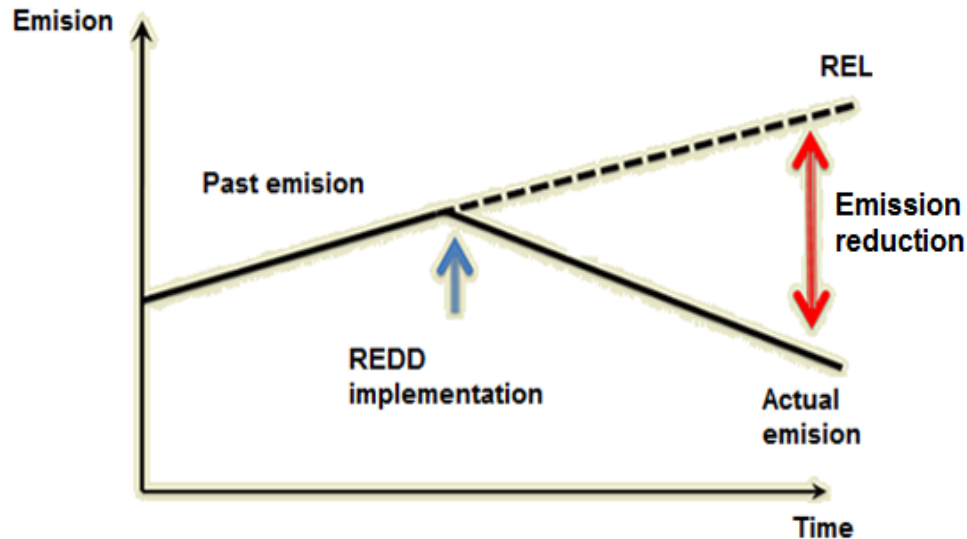 Emision
REL
Past emision
Emission
reduction
REDD
implementation
Actual
emision
Time